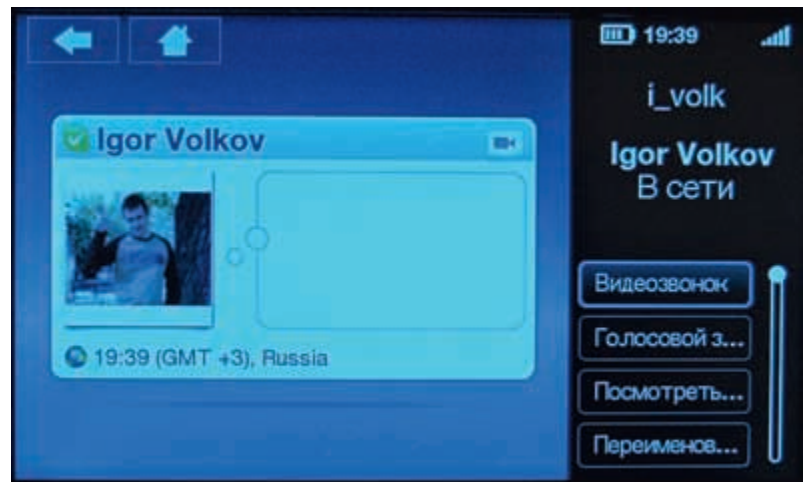 19:39
i_volk
Igor Volkov
Igor Volkov
В сети
19:39 (GMT +3), Russia
Видеозвонок
Голосовой з...
Посмотреть...
Переименов...